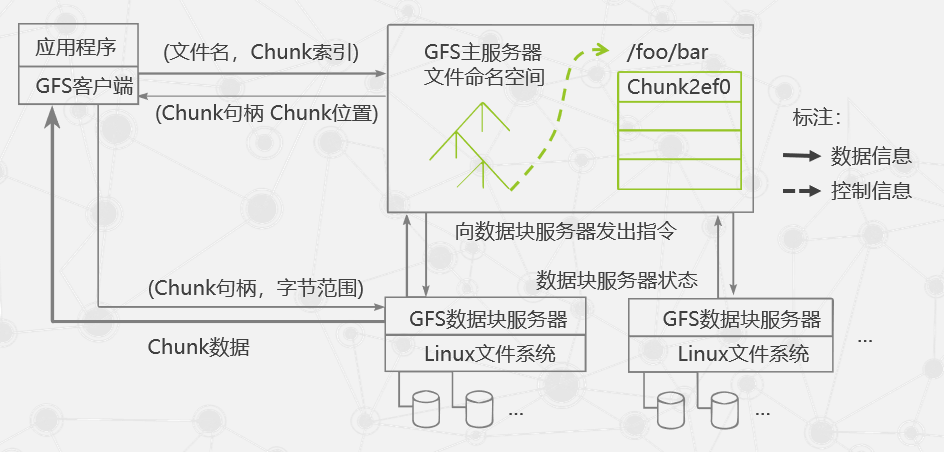 应用程序
GFS客户端
(文件名，Chunk索引)
(Chunk句柄 Chunk位置)
GFS主服务器
文件命名空间
/foo/bar
Chunk2ef0
标注：
数据信息
控制信息
向数据块服务器发出指令
数据块服务器状态
(Chunk句柄，字节范围)
Chunk数据
GFS数据块服务器
Linux文件系统
...
GFS数据块服务器
Linux文件系统
...
...